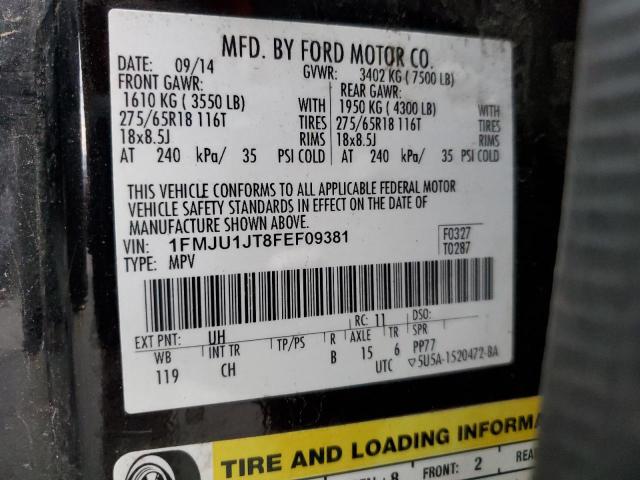 MFD. BY FORD MOTOR CO.
DATE: 09/14 GVWR: 3402 KG ( 7500 LB)
FRONT GAWR: REAR GAWR:
1610 KG ( 3550 LB) WITH 1950 KG ( 4300 LB) WITH
275/65R18 116T TIRES 275/65R18 116T TIRES
18x8.5J RIMS 18x8.5J RIMS
AT 240 kPa/ 35 PSI COLD AT 240 kPa/ 35 PSI COLD
THIS VEHICLE CONFORMS TO ALL APPLICABLE FEDERAL MOTOR
VEHICLE SAFETY STANDARDS IN EFFECT ON THE DATE OF
MANUFACTURE SHOWN ABOVE.
VIN: 1FMJU1JT8FEF09381 F0327
TYPE: MPV T0287
EXT PNT: UH RC: 11 DSO:
WB INT TR TP/PS R AXLE TR SPR
119 CH B 15 6 PP77
UTC ▽5U5A-1520472-BA
TIRE AND LOADING INFORMA
8 FRONT: 2 REA